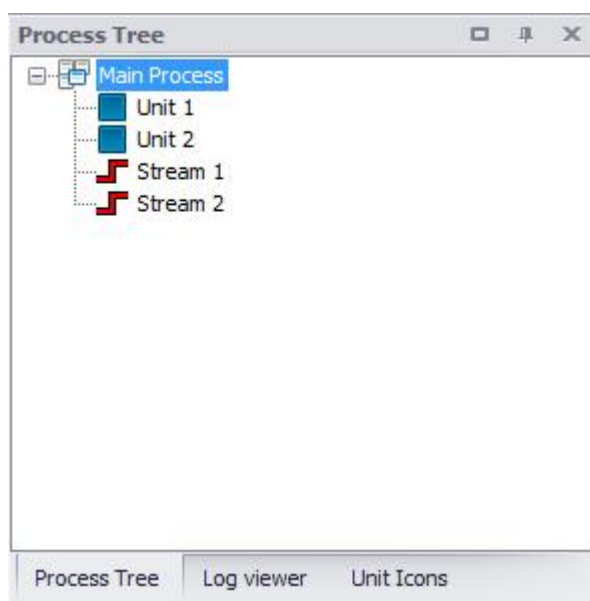 Process Tree
Main Process
Unit 1
Unit 2
Stream 1
Stream 2
Process Tree Log viewer Unit Icons